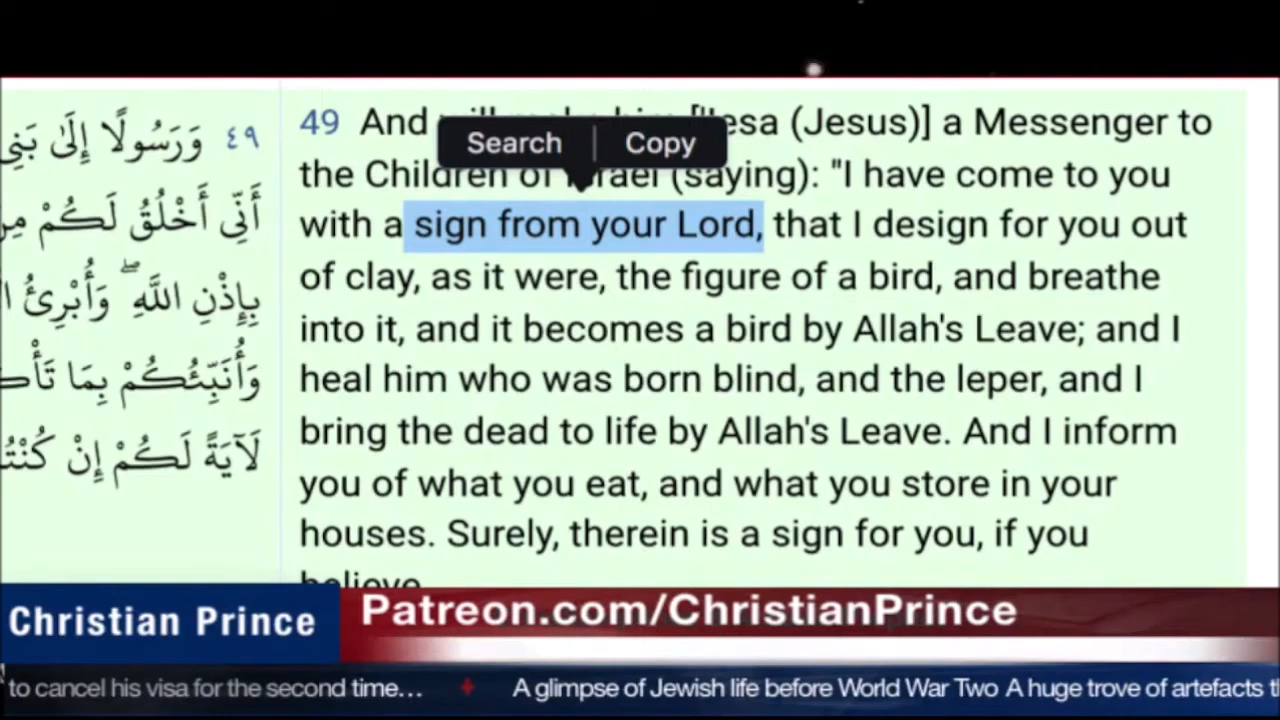 Search
Copy
٤٩ وَرَسُولًا إِلَىٰ بَنِي
أَنِّي أَخْلُقُ لَكُمْ مِنَ
بِإِذْنِ اللَّهِ ۖ وَأُبْرِئُ
وَأُنَبِّئُكُمْ بِمَا
لَآيَةً لَكُمْ إِنْ
49 And [Iesa (Jesus)] a Messenger to
the Children of Israel (saying): "I have come to you
with a sign from your Lord, that I design for you out
of clay, as it were, the figure of a bird, and breathe
into it, and it becomes a bird by Allah's Leave; and I
heal him who was born blind, and the leper, and I
bring the dead to life by Allah's Leave. And I inform
you of what you eat, and what you store in your
houses. Surely, therein is a sign for you, if you
believe
Christian Prince
Patreon.com/ChristianPrince
to cancel his visa for the second time... A glimpse of Jewish life before World War Two A huge trove of artefacts